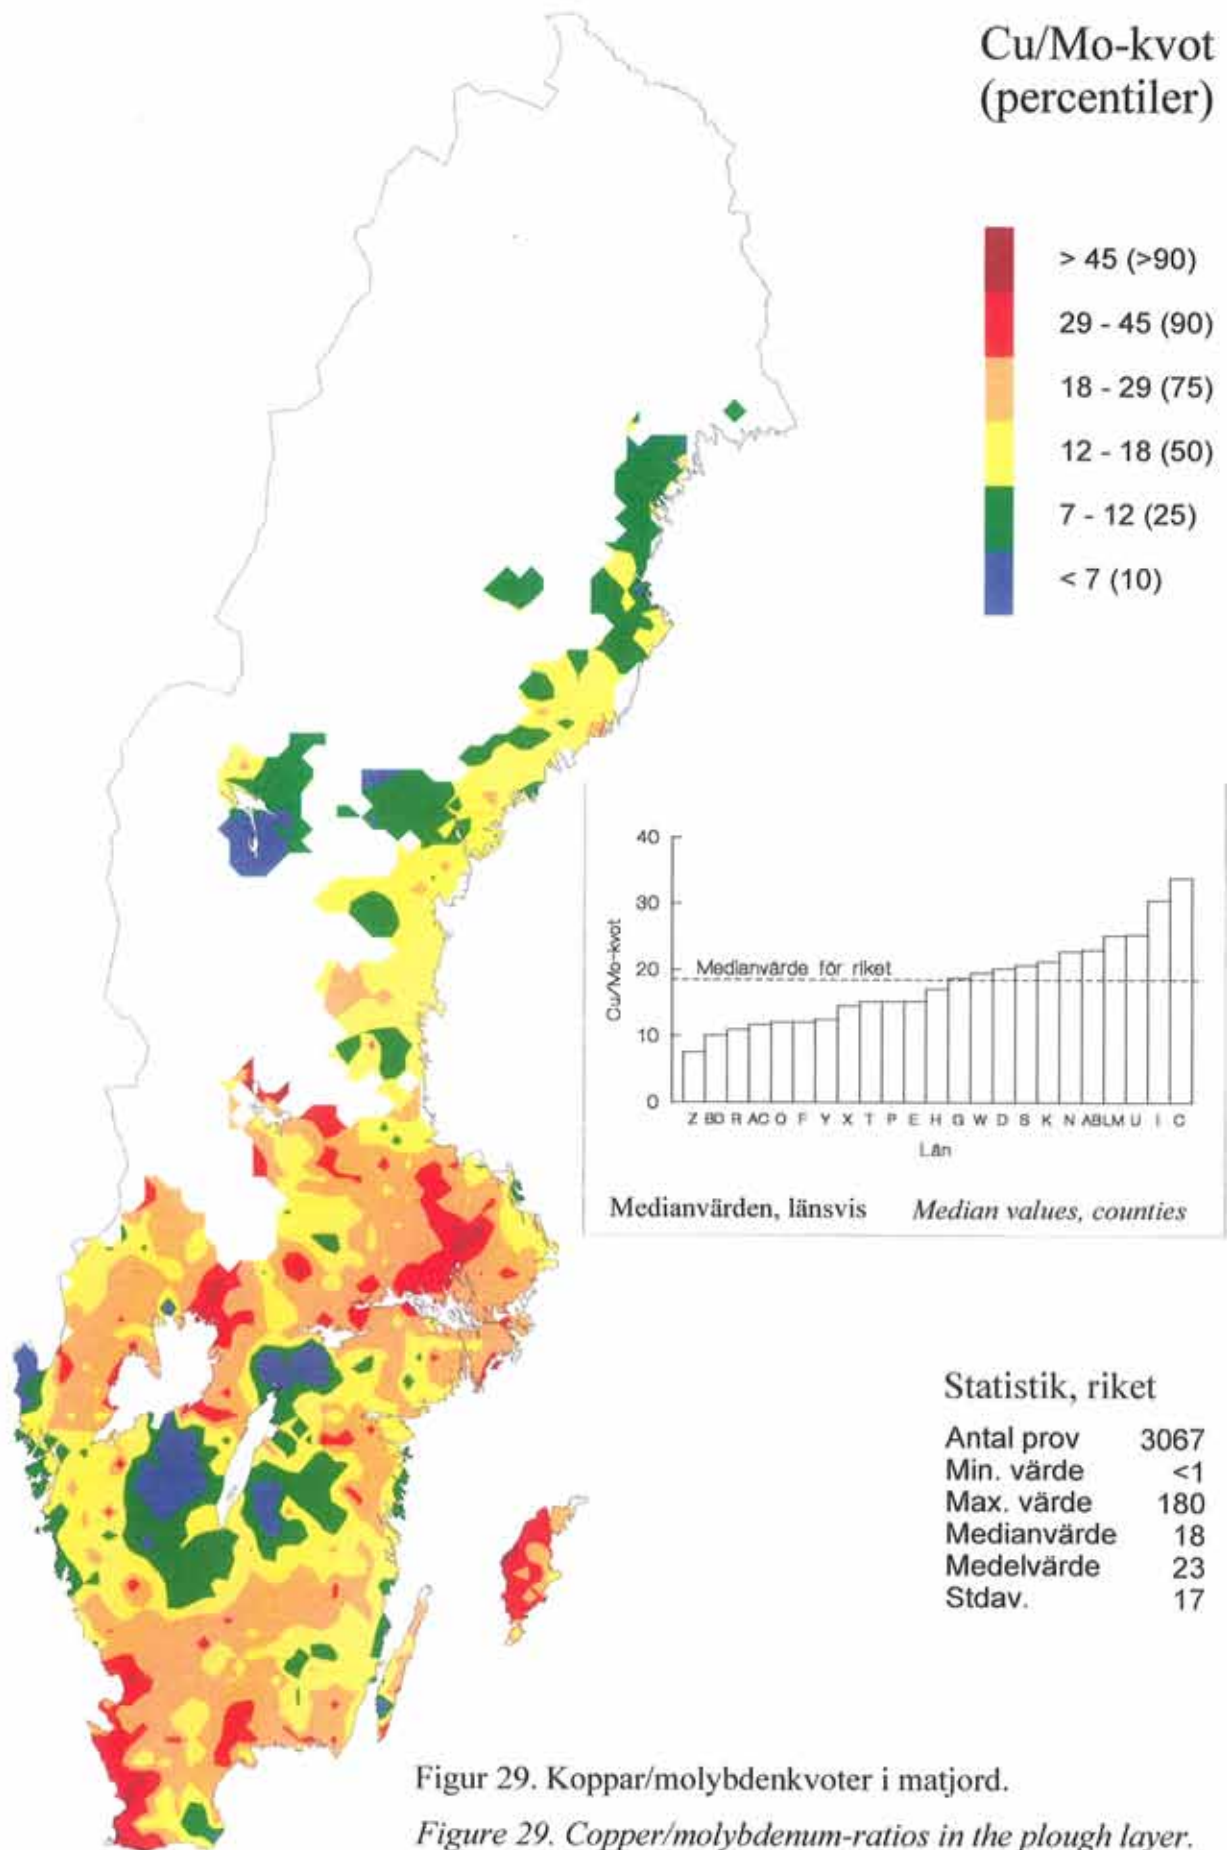 Cu/Mo-kvot
(percentiler)
> 45 (>90)
29 - 45 (90)
18 - 29 (75)
12 - 18 (50)
7 - 12 (25)
< 7 (10)
Cu/Mo-kvot
40
30
20
10
0
Medianvärde för riket
Z BD R AC O F Y X T P E H G W D S K N AB LM U I C
Län
Medianvärden, länsvis Median values, counties
Statistik, riket
Antal prov 3067
Min. värde <1
Max. värde 180
Medianvärde 18
Medelvärde 23
Stdav. 17
Figur 29. Koppar/molybdenkvoter i matjord.
Figure 29. Copper/molybdenum-ratios in the plough layer.